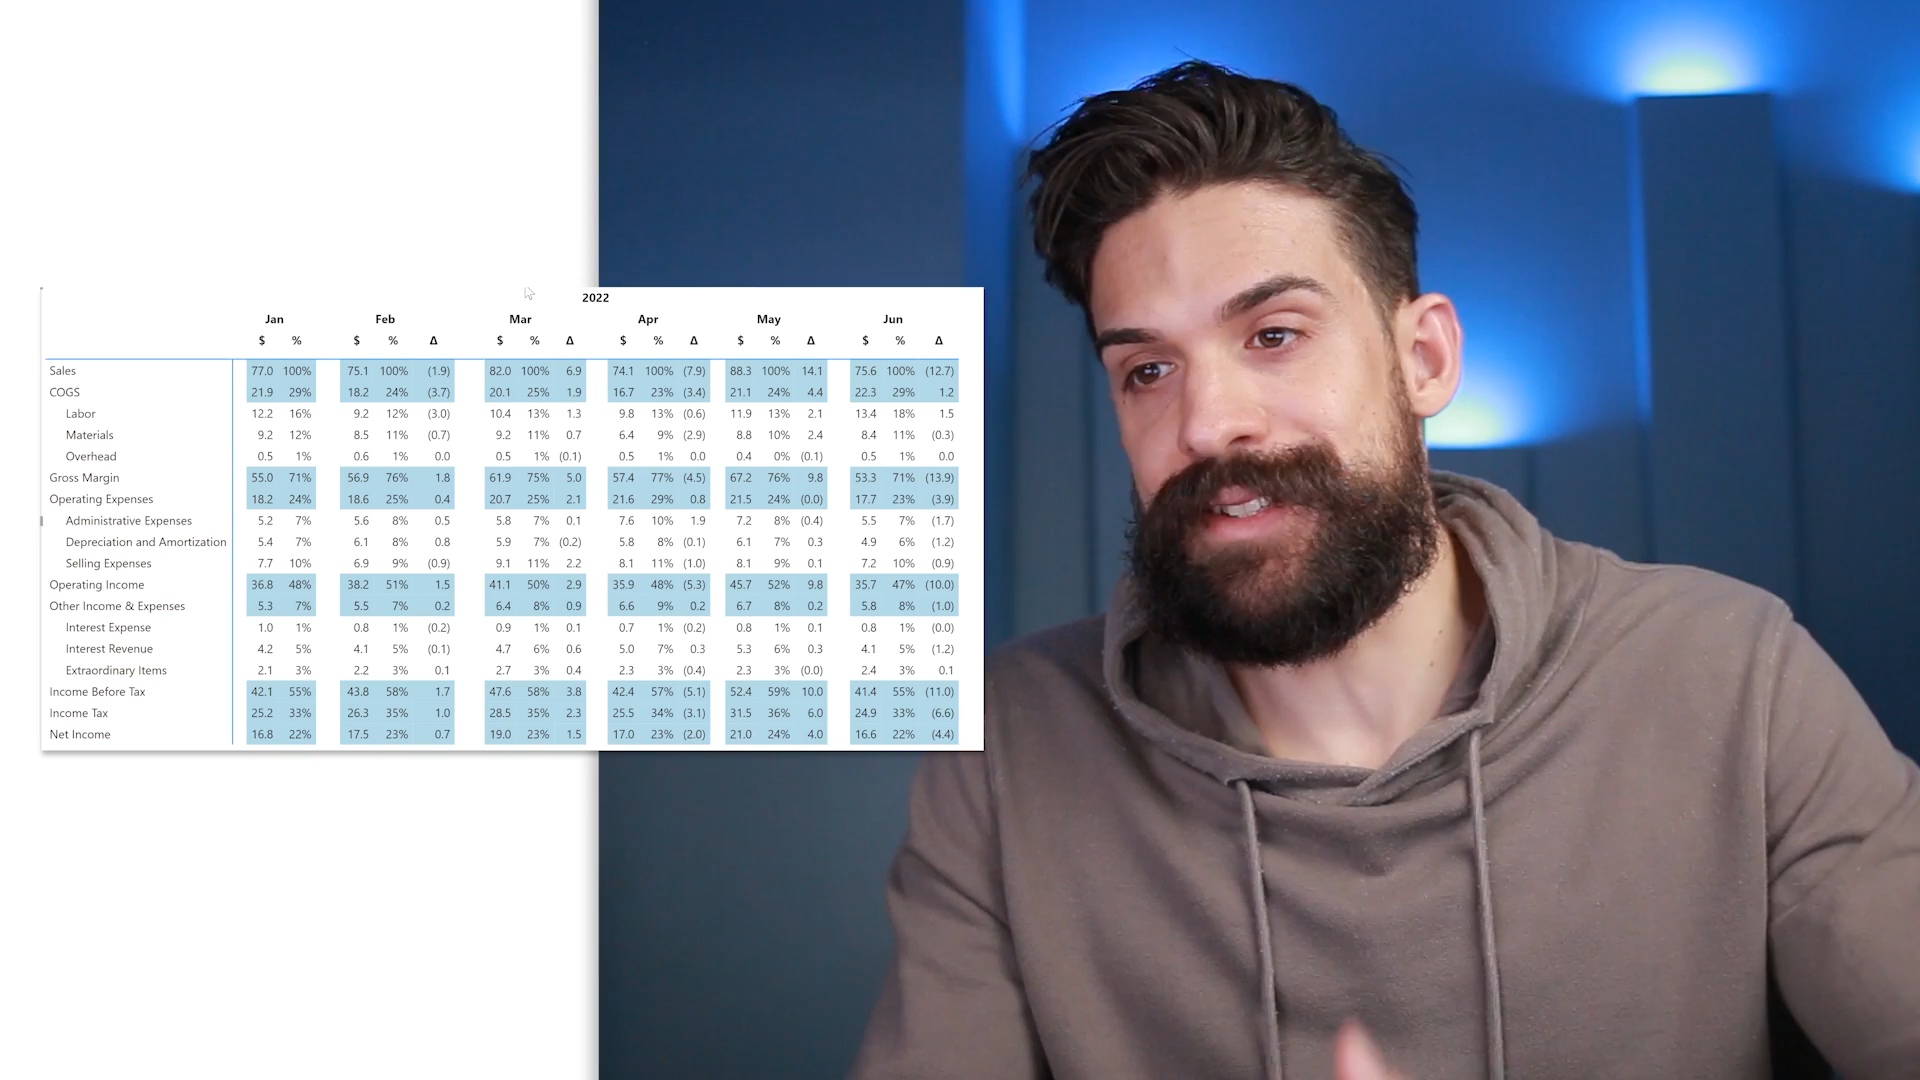 2022
Jan Feb Mar Apr May Jun
$ % $ % Δ $ % Δ $ % Δ $ % Δ $ % Δ
Sales 77.0 100% 75.1 100% (1.9) 82.0 100% 6.9 74.1 100% (7.9) 88.3 100% 14.1 75.6 100% (12.7)
COGS 21.9 29% 18.2 24% (3.7) 20.1 25% 1.9 16.7 23% (3.4) 21.1 24% 4.4 22.3 29% 1.2
Labor 12.2 16% 9.2 12% (3.0) 10.4 13% 1.3 9.8 13% (0.6) 11.9 13% 2.1 13.4 18% 1.5
Materials 9.2 12% 8.5 11% (0.7) 9.2 11% 0.7 6.4 9% (2.9) 8.8 10% 2.4 8.4 11% (0.3)
Overhead 0.5 1% 0.6 1% 0.0 0.5 1% (0.1) 0.5 1% 0.0 0.4 0% (0.1) 0.5 1% 0.0
Gross Margin 55.0 71% 56.9 76% 1.8 61.9 75% 5.0 57.4 77% (4.5) 67.2 76% 9.8 53.3 71% (13.9)
Operating Expenses 18.2 24% 18.6 25% 0.4 20.7 25% 2.1 21.6 29% 0.8 21.5 24% (0.0) 17.7 23% (3.9)
Administrative Expenses 5.2 7% 5.6 8% 0.5 5.8 7% 0.1 7.6 10% 1.9 7.2 8% (0.4) 5.5 7% (1.7)
Depreciation and Amortization 5.4 7% 6.1 8% 0.8 5.9 7% (0.2) 5.8 8% (0.1) 6.1 7% 0.3 4.9 6% (1.2)
Selling Expenses 7.7 10% 6.9 9% (0.9) 9.1 11% 2.2 8.1 11% (1.0) 8.1 9% 0.1 7.2 10% (0.9)
Operating Income 36.8 48% 38.2 51% 1.5 41.1 50% 2.9 35.9 48% (5.3) 45.7 52% 9.8 35.7 47% (10.0)
Other Income & Expenses 5.3 7% 5.5 7% 0.2 6.4 8% 0.9 6.6 9% 0.2 6.7 8% 0.2 5.8 8% (1.0)
Interest Expense 1.0 1% 0.8 1% (0.2) 0.9 1% 0.1 0.7 1% (0.2) 0.8 1% 0.1 0.8 1% (0.0)
Interest Revenue 4.2 5% 4.1 5% (0.1) 4.7 6% 0.6 5.0 7% 0.3 5.3 6% 0.3 4.1 5% (1.2)
Extraordinary Items 2.1 3% 2.2 3% 0.1 2.7 3% 0.4 2.3 3% (0.4) 2.3 3% (0.0) 2.4 3% 0.1
Income Before Tax 42.1 55% 43.8 58% 1.7 47.6 58% 3.8 42.4 57% (5.1) 52.4 59% 10.0 41.4 55% (11.0)
Income Tax 25.2 33% 26.3 35% 1.0 28.5 35% 2.3 25.5 34% (3.1) 31.5 36% 6.0 24.9 33% (6.6)
Net Income 16.8 22% 17.5 23% 0.7 19.0 23% 1.5 17.0 23% (2.0) 21.0 24% 4.0 16.6 22% (4.4)